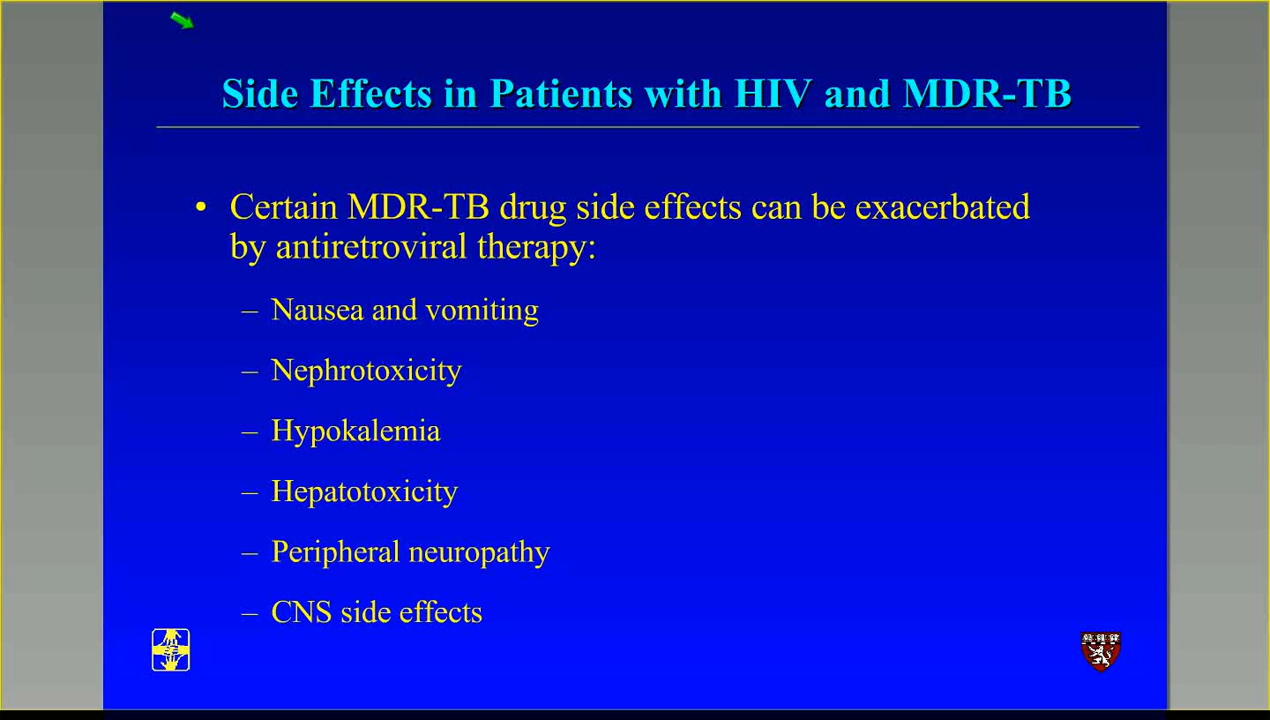 Side Effects in Patients with HIV and MDR-TB
• Certain MDR-TB drug side effects can be exacerbated
by antiretroviral therapy:
– Nausea and vomiting
– Nephrotoxicity
– Hypokalemia
– Hepatotoxicity
– Peripheral neuropathy
– CNS side effects